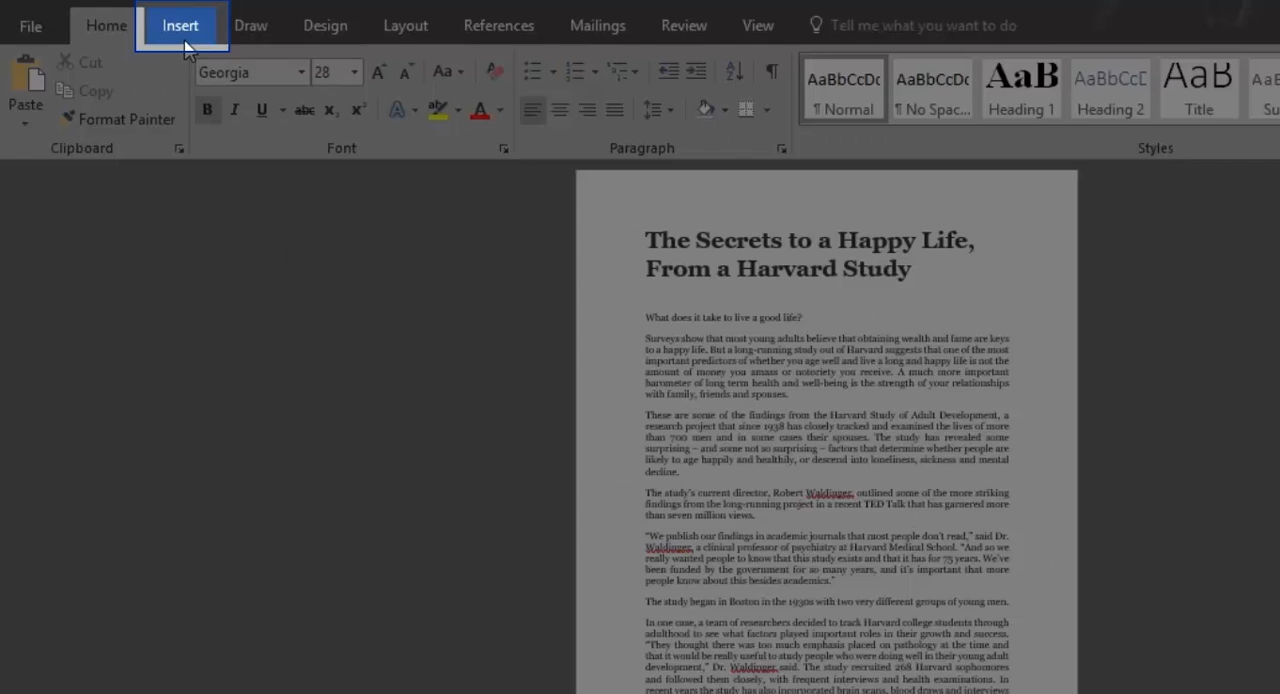 File Home Insert Draw Design Layout References Mailings Review View Tell me what you want to do
Paste
Cut
Copy
Format Painter
Clipboard
Georgia 28 Aa
B I U abc X₂ X² A A
Font
Paragraph
AaBbCcDc AaBbCcDc AaB AaBbCcD AaB AaB
¶ Normal ¶ No Spac... Heading 1 Heading 2 Title Su
Styles
The Secrets to a Happy Life,
From a Harvard Study
What does it take to live a good life?
Surveys show that most young adults believe that obtaining wealth and fame are keys
to a happy life. But a long-running study out of Harvard suggests that one of the most
important predictors of whether you age well and live a long and happy life is not the
amount of money you amass or notoriety you receive. A much more important
barometer of long term health and well-being is the strength of your relationships
with family, friends and spouses.
These are some of the findings from the Harvard Study of Adult Development, a
research project that since 1938 has closely tracked and examined the lives of more
than 700 men and in some cases their spouses. The study has revealed some
surprising – and some not so surprising – factors that determine whether people are
likely to age happily and healthily, or descend into loneliness, sickness and mental
decline.
The study's current director, Robert Waldinger, outlined some of the more striking
findings from the long-running project in a recent TED Talk that has garnered more
than seven million views.
“We publish our findings in academic journals that most people don't read,” said Dr.
Waldinger, a clinical professor of psychiatry at Harvard Medical School. “And so we
really wanted people to know that this study exists and that it has for 75 years. We've
been funded by the government for so many years, and it's important that more
people know about this besides academics.”
The study began in Boston in the 1930s with two very different groups of young men.
In one case, a team of researchers decided to track Harvard college students through
adulthood to see what factors played important roles in their growth and success.
“They thought there was too much emphasis placed on pathology at the time and
that it would be really useful to study people who were doing well in their young adult
development,” Dr. Waldinger said. The study recruited 268 Harvard sophomores
and followed them closely, with frequent interviews and health examinations. In
recent years the study has also incorporated brain scans, blood draws and interviews